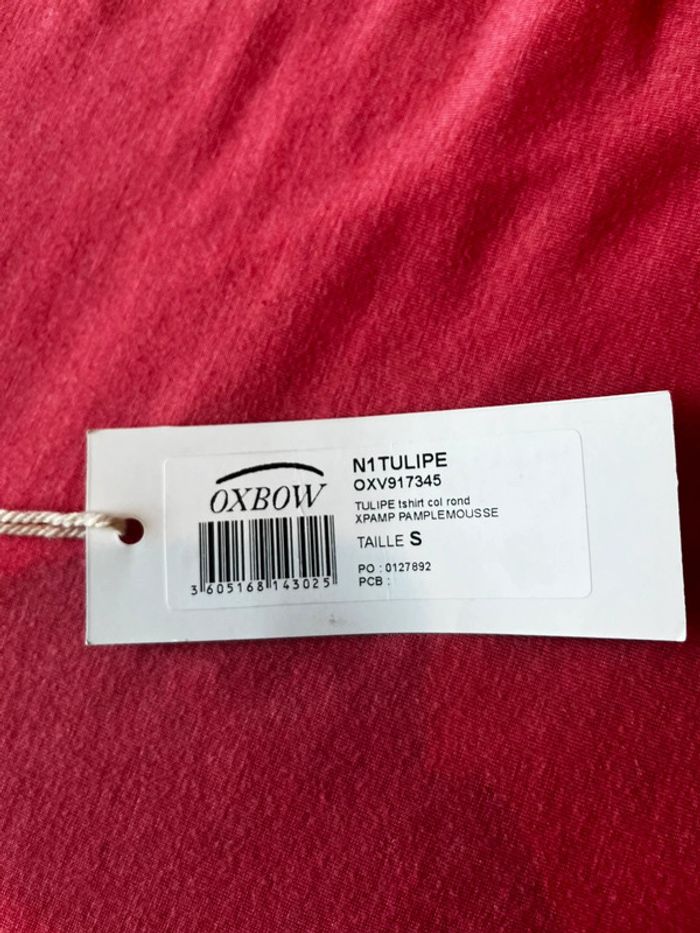 OXBOW
3 605168 143025
N1TULIPE
OXV917345
TULIPE tshirt col rond
XPAMP PAMPLEMOUSSE
TAILLE S
PO : 0127892
PCB :